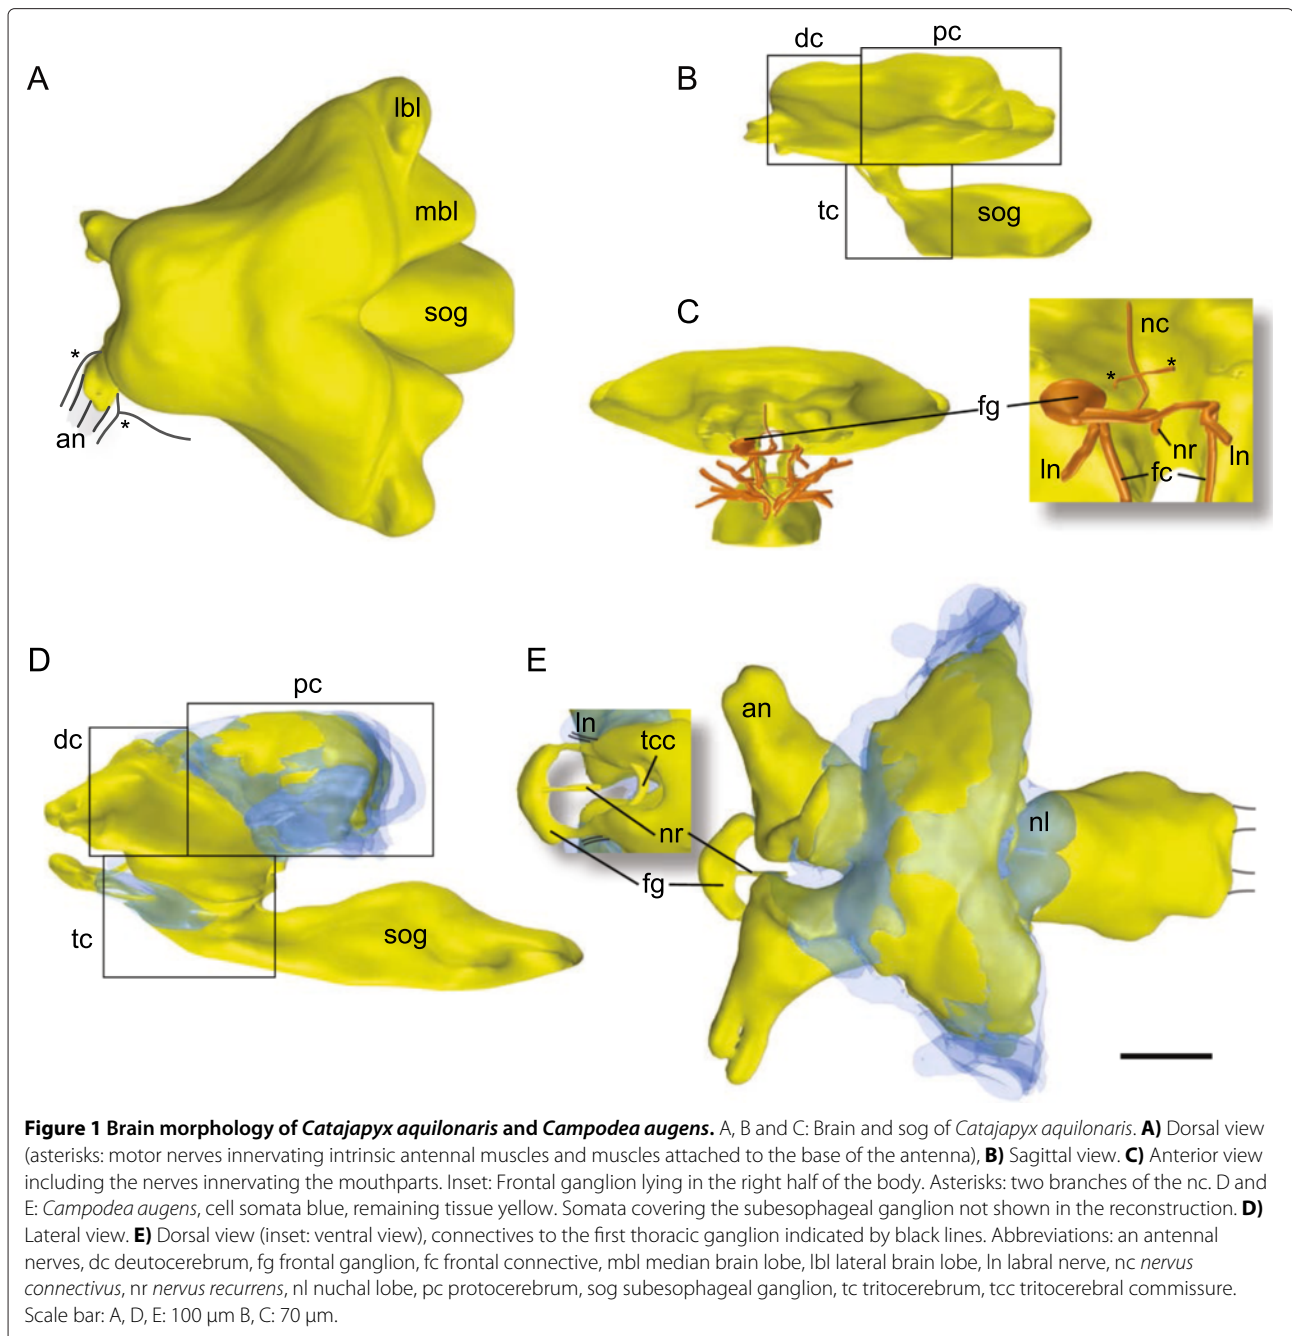 A
lbl
mbl
sog
*
an
*
B
dc
pc
tc
sog
C
fg
nc
*
*
ln
nr
fc
ln
D
pc
dc
tc
sog
E
an
ln
tcc
nr
fg
nl
Figure 1 Brain morphology of Catajapyx aquilonaris and Campodea augens. A, B and C: Brain and sog of Catajapyx aquilonaris. A) Dorsal view
(asterisks: motor nerves innervating intrinsic antennal muscles and muscles attached to the base of the antenna), B) Sagittal view. C) Anterior view
including the nerves innervating the mouthparts. Inset: Frontal ganglion lying in the right half of the body. Asterisks: two branches of the nc. D and
E: Campodea augens, cell somata blue, remaining tissue yellow. Somata covering the subesophageal ganglion not shown in the reconstruction. D)
Lateral view. E) Dorsal view (inset: ventral view), connectives to the first thoracic ganglion indicated by black lines. Abbreviations: an antennal
nerves, dc deutocerebrum, fg frontal ganglion, fc frontal connective, mbl median brain lobe, lbl lateral brain lobe, ln labral nerve, nc nervus
connectivus, nr nervus recurrens, nl nuchal lobe, pc protocerebrum, sog subesophageal ganglion, tc tritocerebrum, tcc tritocerebral commissure.
Scale bar: A, D, E: 100 µm B, C: 70 µm.